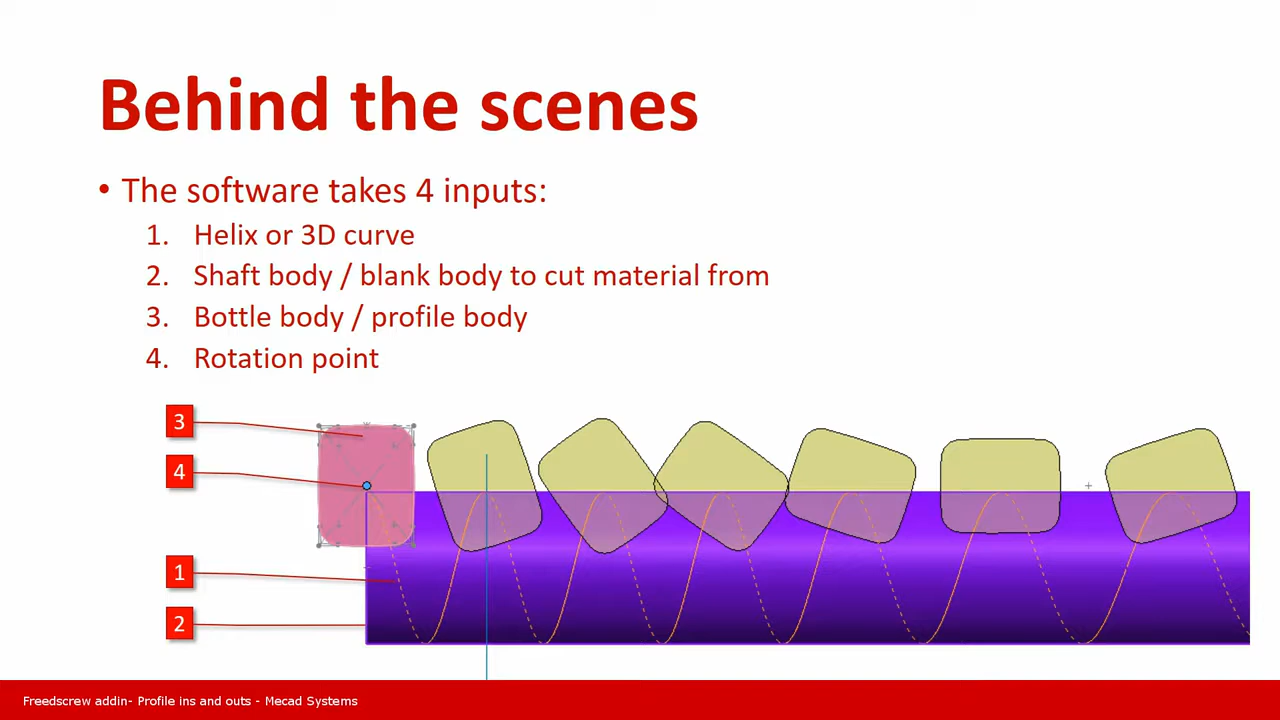 Behind the scenes
• The software takes 4 inputs:
1. Helix or 3D curve
2. Shaft body / blank body to cut material from
3. Bottle body / profile body
4. Rotation point
3
4
1
2
Freedscrew addin- Profile ins and outs - Mecad Systems